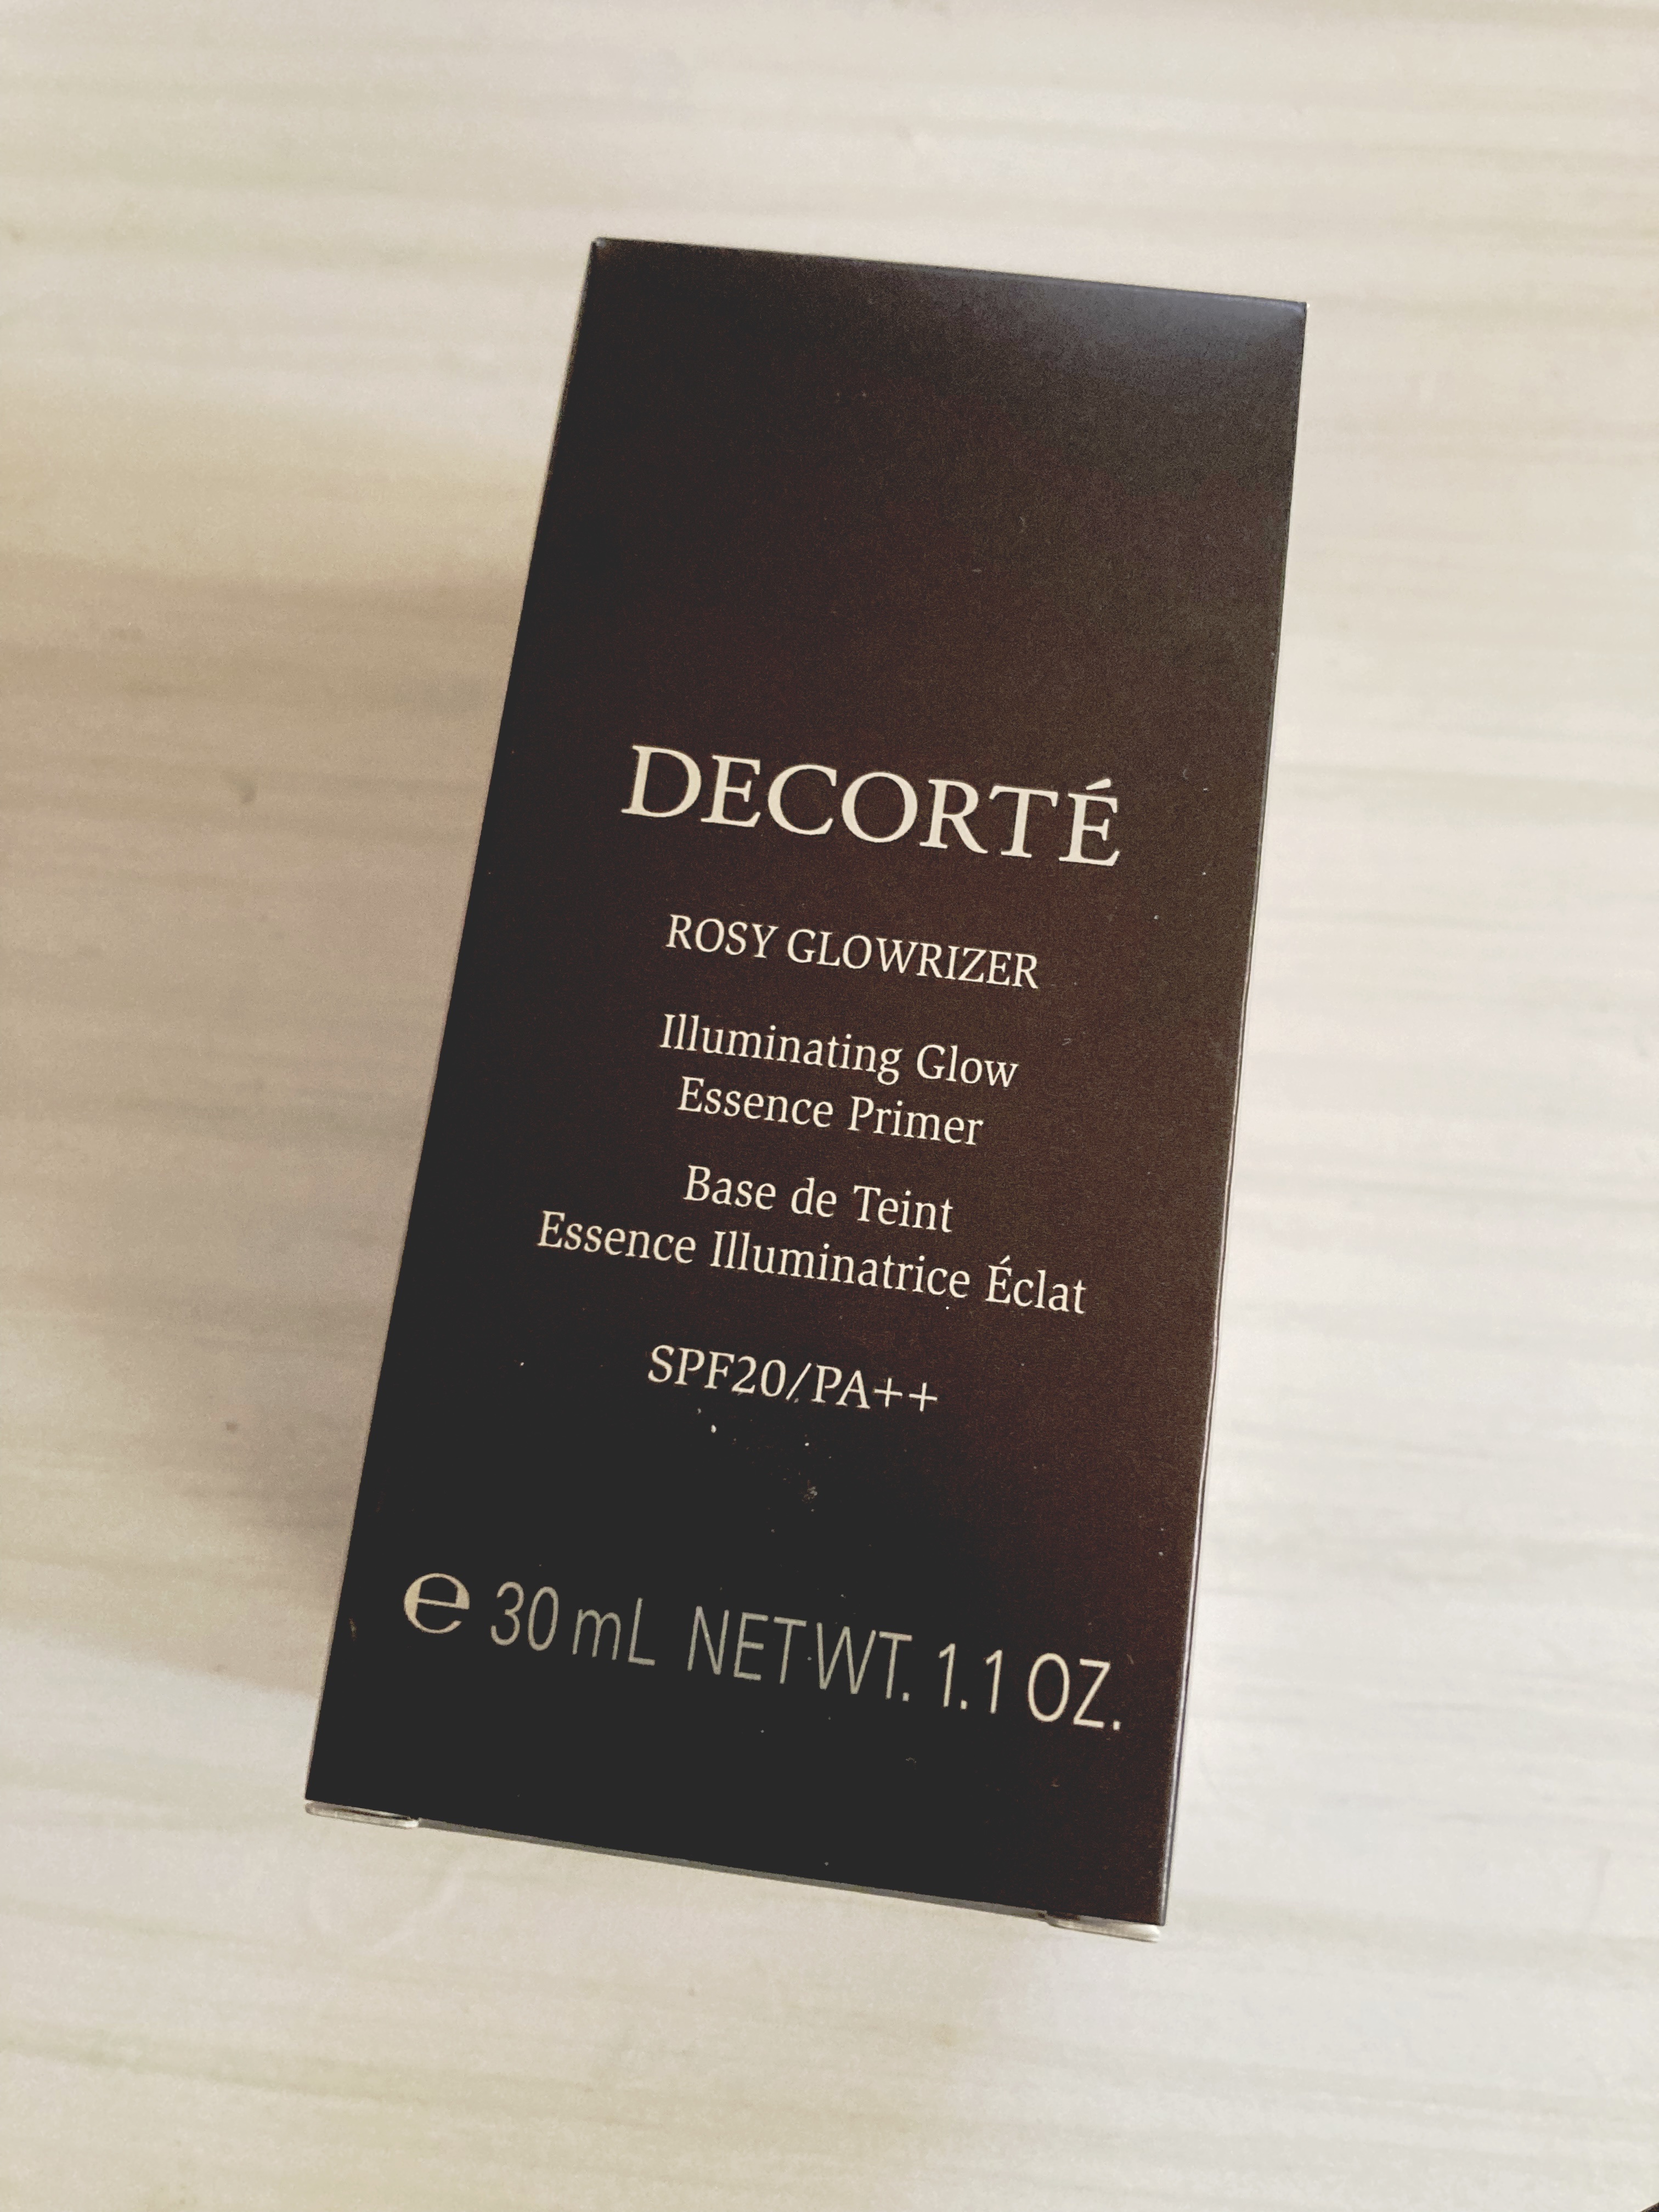 DECORTÉ
ROSY GLOWRIZER
Illuminating Glow
Essence Primer
Base de Teint
Essence Illuminatrice Éclat
SPF20/PA++
℮ 30 mL NET WT. 1.1 OZ.